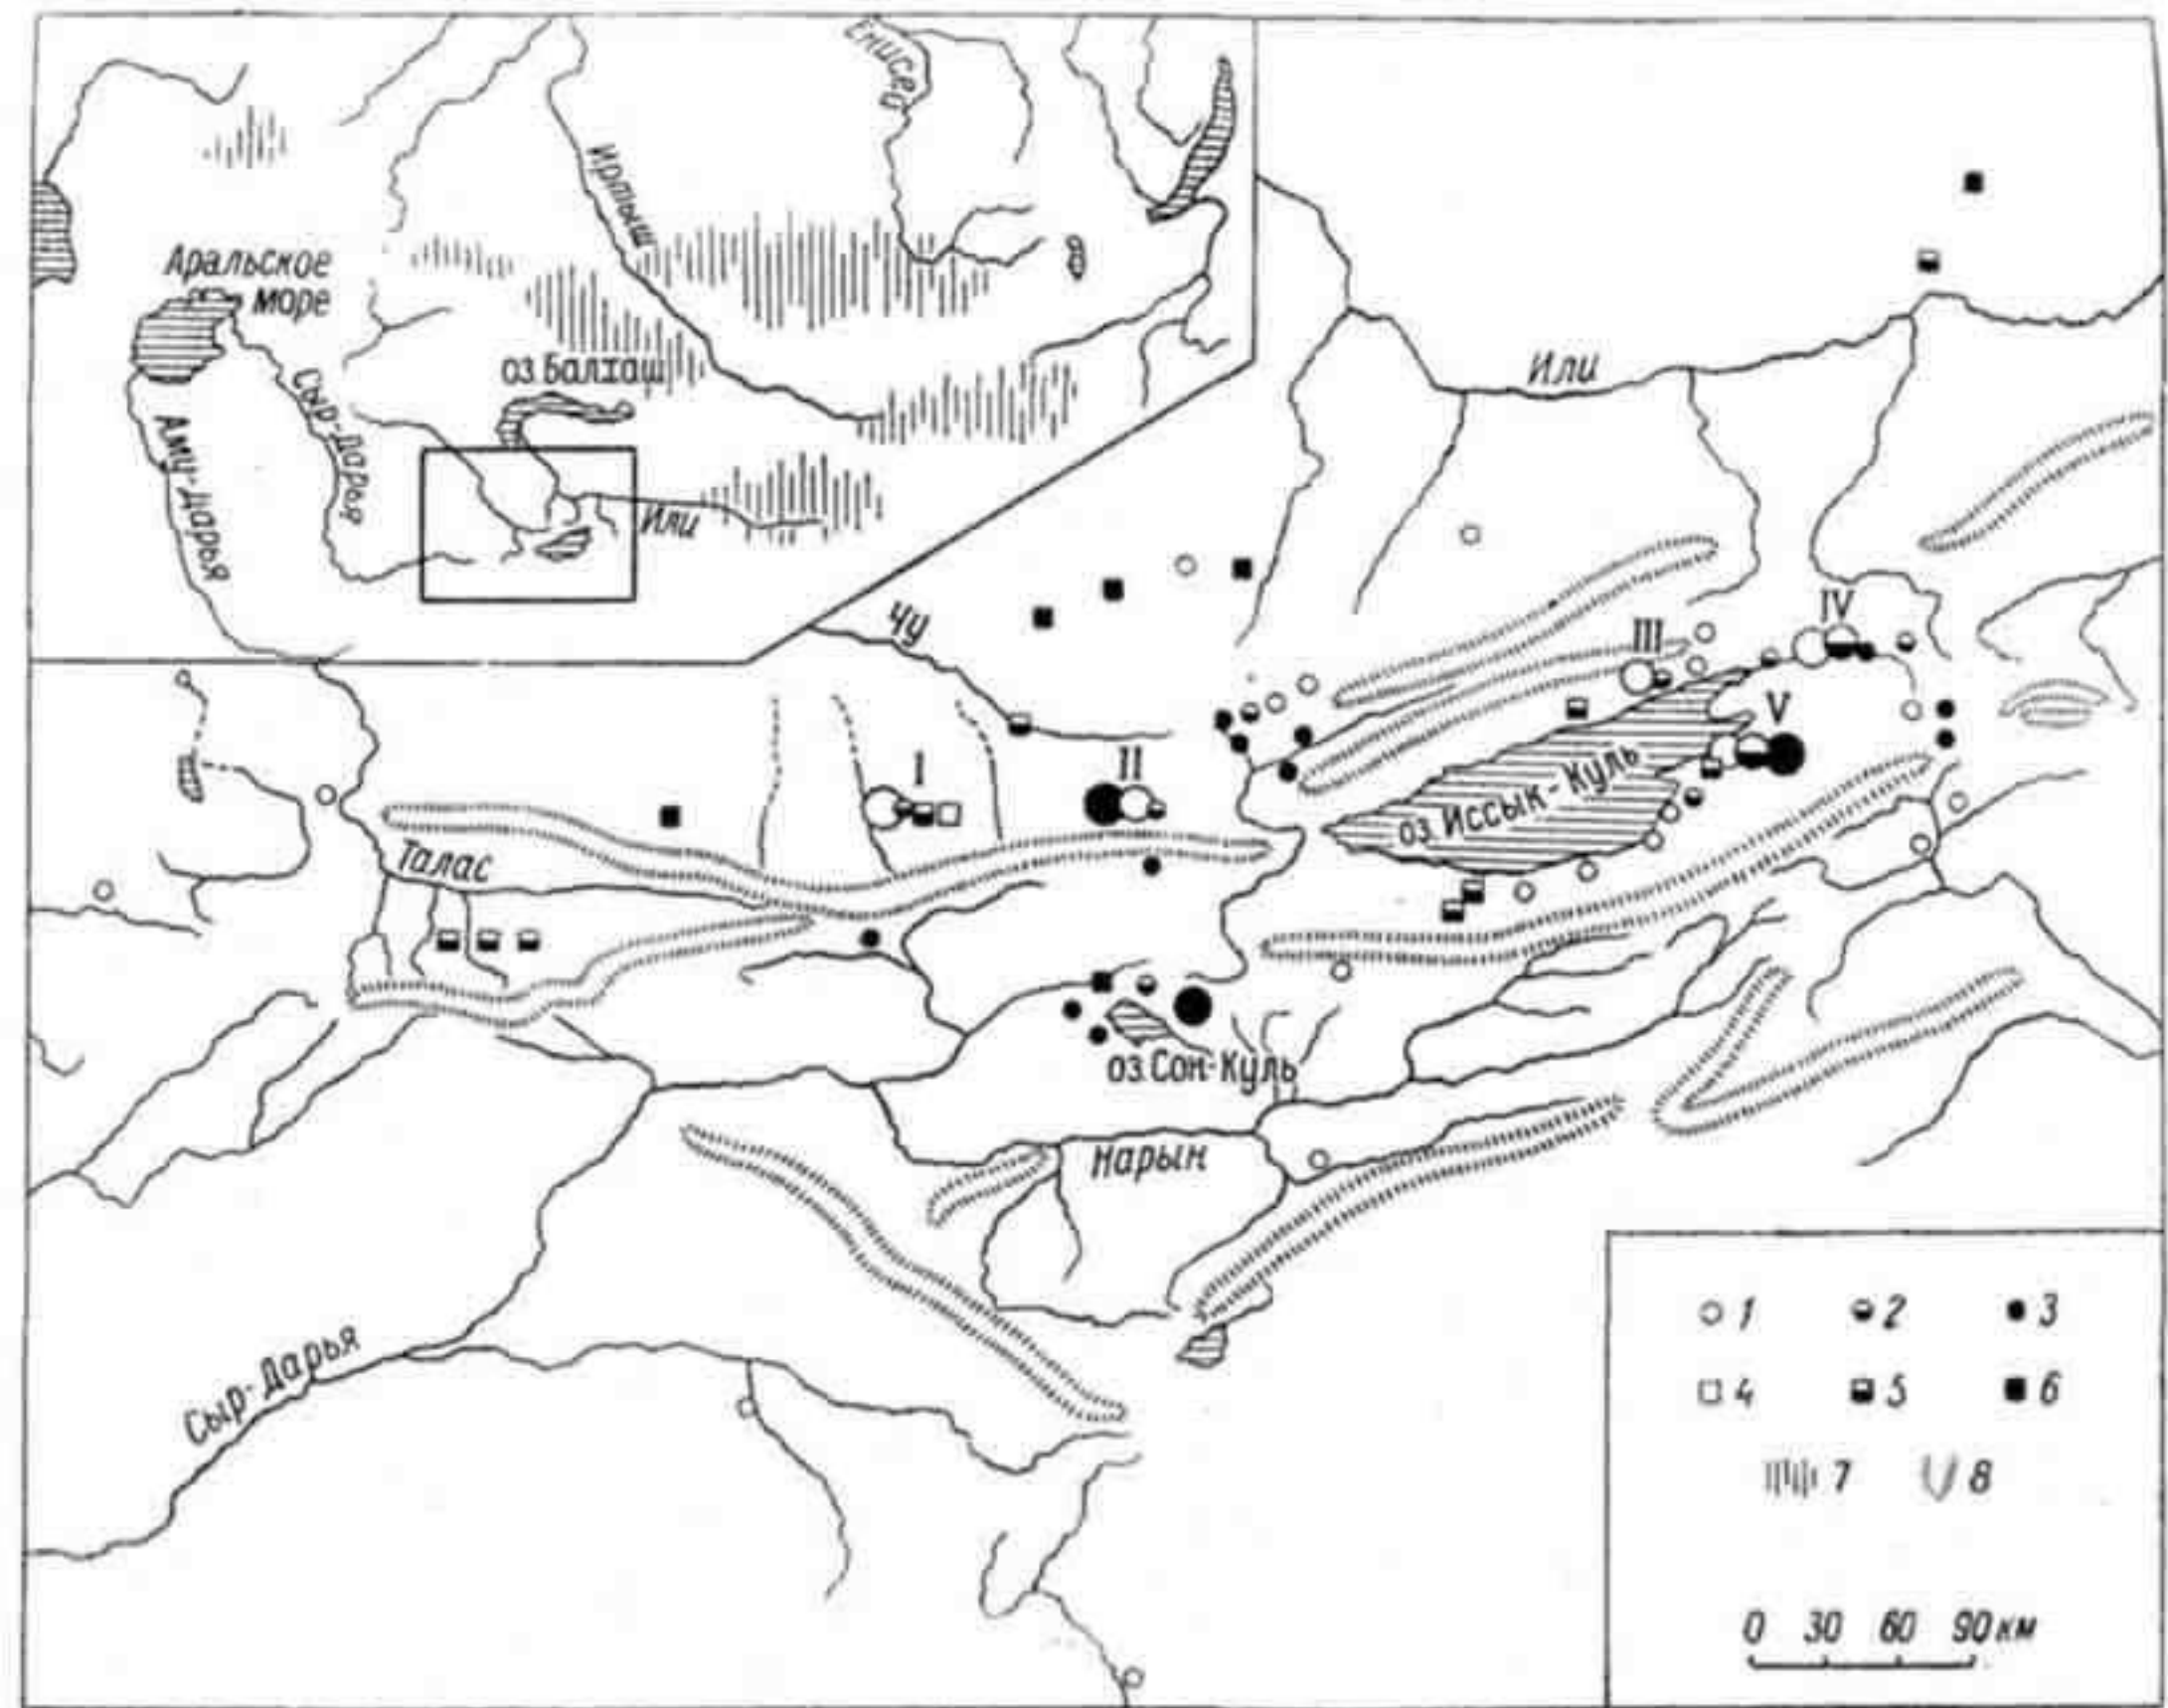 Енисей
Иртыш
Аральское
море
оз. Балхаш
Сыр-Дарья
Аму-Дарья
Или
Или
Чу
IV
III
V
I
II
оз. Иссык-Куль
Талас
оз. Сон-Куль
Нарын
Сыр-Дарья
1 2 3
4 5 6
7 8
0 30 60 90 км